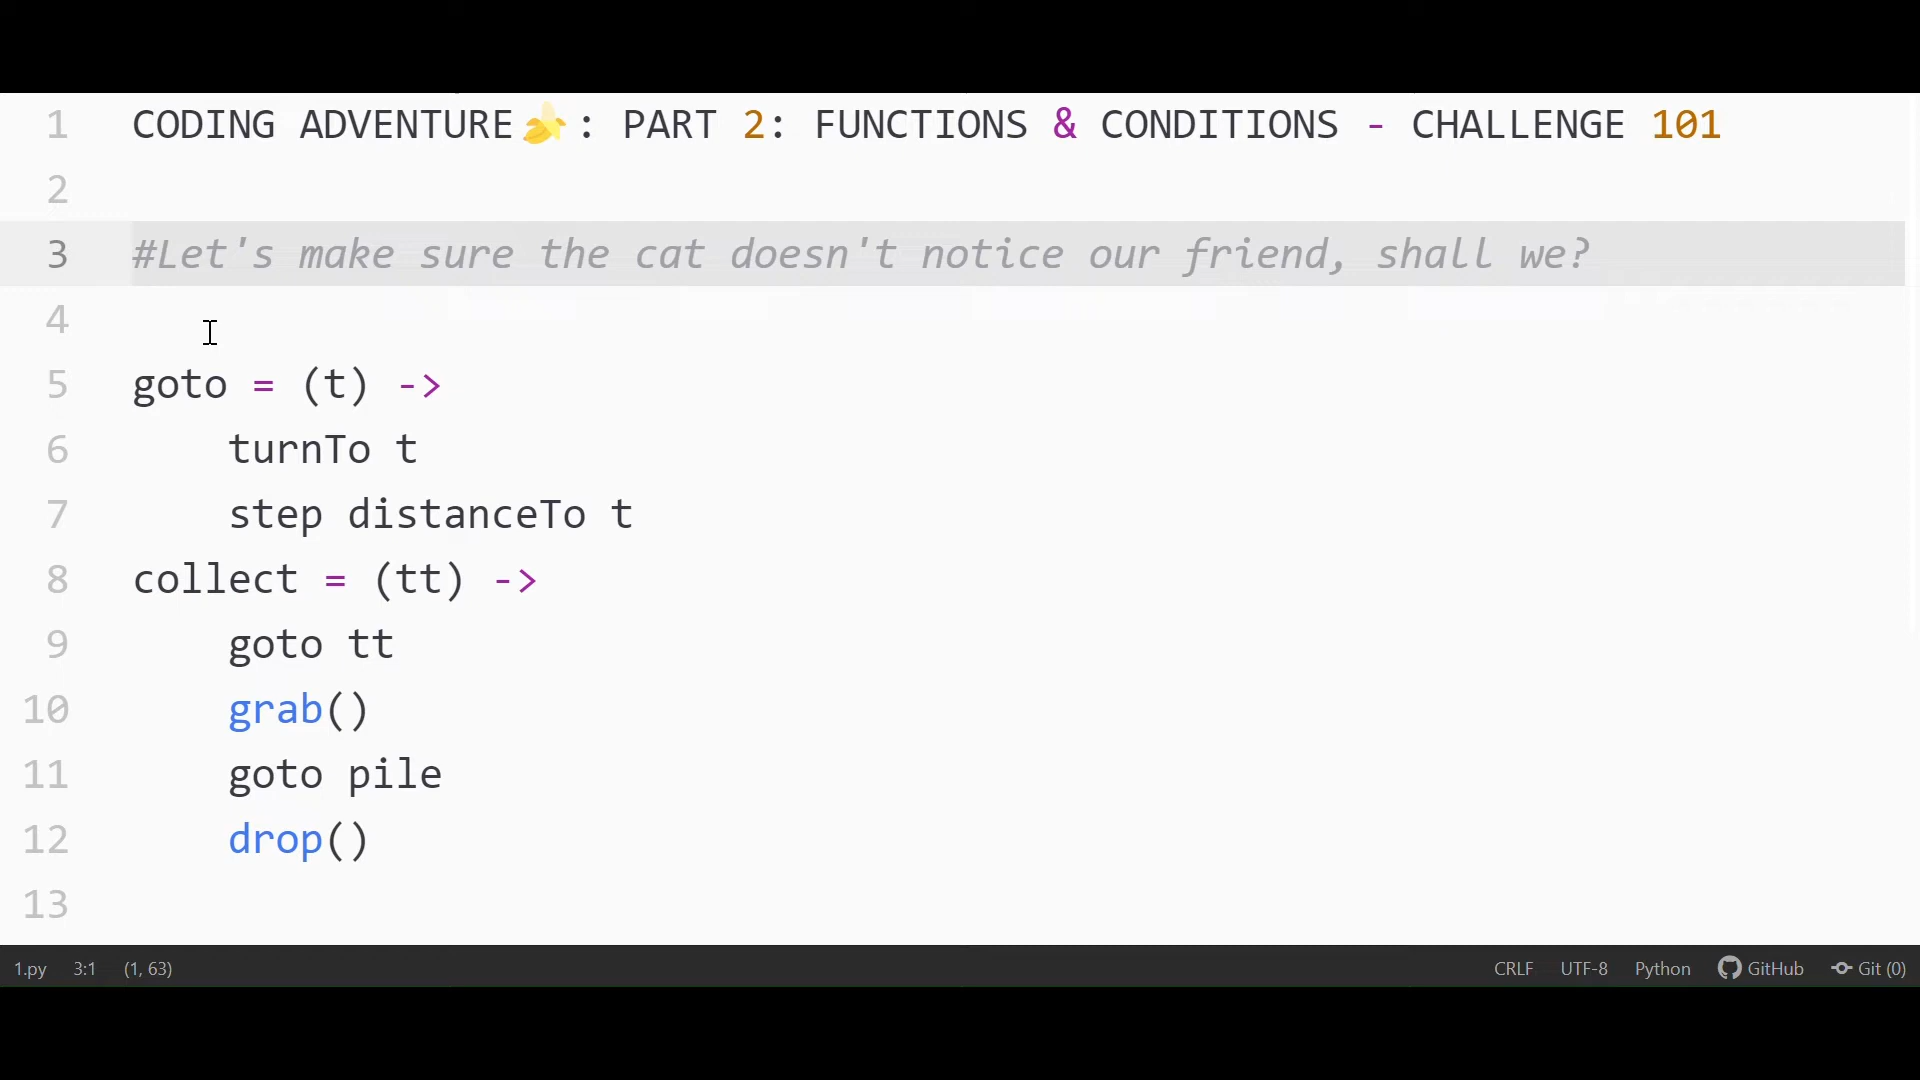 1 CODING ADVENTURE🍌: PART 2: FUNCTIONS & CONDITIONS - CHALLENGE 101
2
3 #Let's make sure the cat doesn't notice our friend, shall we?
4
5 goto = (t) ->
6 turnTo t
7 step distanceTo t
8 collect = (tt) ->
9 goto tt
10 grab()
11 goto pile
12 drop()
13
1.py 3:1 (1, 63) CRLF UTF-8 Python GitHub Git (0)